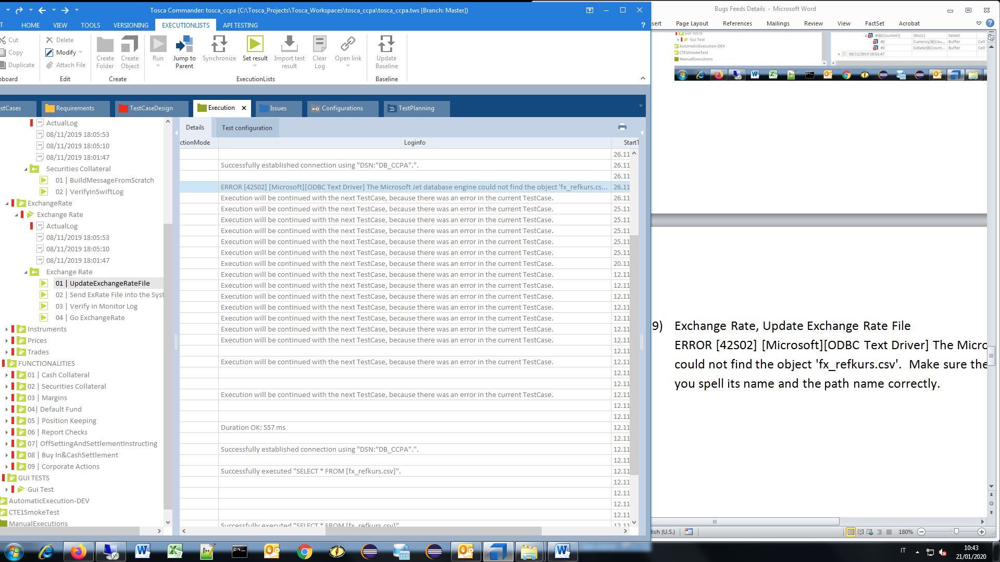 Tosca Commander: tosca_ccpa (C:\Tosca_Projects\Tosca_Workspaces\tosca_ccpa\tosca_ccpa.tws [Branch: Master])
HOME VIEW TOOLS VERSIONING EXECUTIONLISTS API TESTING
Cut
Copy
Duplicate
Delete
Modify
Attach File
Edit
Create Folder
Create Object
Create
Run
Jump to Parent
Synchronize
Set result
Import test result
Clear Log
Open link
ExecutionLists
Update Baseline
Baseline
Requirements TestCaseDesign Execution Issues Configurations TestPlanning
ActualLog
08/11/2019 18:05:53
08/11/2019 18:05:10
08/11/2019 18:01:47
Securities Collateral
01 | BuildMessageFromScratch
02 | VerifyInSwiftLog
ExchangeRate
Exchange Rate
ActualLog
08/11/2019 18:05:53
08/11/2019 18:05:10
08/11/2019 18:01:47
Exchange Rate
01 | UpdateExchangeRateFile
02 | Send ExRate File into the Syst
03 | Verify in Monitor Log
04 | Go ExchangeRate
Instruments
Prices
Trades
FUNCTIONALITIES
01 | Cash Collateral
02 | Securities Collateral
03 | Margins
04| Default Fund
05 | Position Keeping
06 | Report Checks
07| OffSettingAndSettlementInstructing
08 | Buy In&CashSettlement
09 | Corporate Actions
GUI TESTS
Gui Test
AutomaticExecution-DEV
CTE1SmokeTest
ManualExecutions
Details Test configuration
ctionMode Loginfo StartT
26.11
Successfully established connection using "DSN:"DB_CCPA".". 26.11
26.11
ERROR [42S02] [Microsoft][ODBC Text Driver] The Microsoft Jet database engine could not find the object 'fx_refkurs.cs... 26.11
Execution will be continued with the next TestCase, because there was an error in the current TestCase. 26.11
Execution will be continued with the next TestCase, because there was an error in the current TestCase. 25.11
Execution will be continued with the next TestCase, because there was an error in the current TestCase. 25.11
Execution will be continued with the next TestCase, because there was an error in the current TestCase. 25.11
Execution will be continued with the next TestCase, because there was an error in the current TestCase. 25.11
Execution will be continued with the next TestCase, because there was an error in the current TestCase. 25.11
Execution will be continued with the next TestCase, because there was an error in the current TestCase. 20.11
Execution will be continued with the next TestCase, because there was an error in the current TestCase. 12.11
Execution will be continued with the next TestCase, because there was an error in the current TestCase. 12.11
Execution will be continued with the next TestCase, because there was an error in the current TestCase. 12.11
Execution will be continued with the next TestCase, because there was an error in the current TestCase. 12.11
Execution will be continued with the next TestCase, because there was an error in the current TestCase. 12.11
Execution will be continued with the next TestCase, because there was an error in the current TestCase. 12.11
Execution will be continued with the next TestCase, because there was an error in the current TestCase. 12.11
12.11
Execution will be continued with the next TestCase, because there was an error in the current TestCase. 12.11
12.11
12.11
Execution will be continued with the next TestCase, because there was an error in the current TestCase. 12.11
12.11
12.11
Duration OK: 557 ms 12.11
12.11
Successfully established connection using "DSN:"DB_CCPA".". 12.11
12.11
Successfully executed "SELECT * FROM [fx_refkurs.csv]". 12.11
12.11
12.11
12.11
12.11
Successfully executed "SELECT * FROM [fx_refkurs.csv]". 12.11
Bugs Feeds Details - Microsoft Word
sert Page Layout References Mailings Review View FactSet Acrobat
GUI TESTS
Gui Test
AutomaticExecution-DEV
CTE1SmokeTest
ManualExecutions
#(B[Counter]) {NULL} Select
#2 Currency(B[Cou... Buffer Cell
#3 ExRate(B[Count... Buffer Cell
08/11/2019 18:01:47
9) Exchange Rate, Update Exchange Rate File
ERROR [42S02] [Microsoft][ODBC Text Driver] The Micro
could not find the object 'fx_refkurs.csv'. Make sure the
you spell its name and the path name correctly.
lish (U.S.) 180%
IT 10:43
21/01/2020